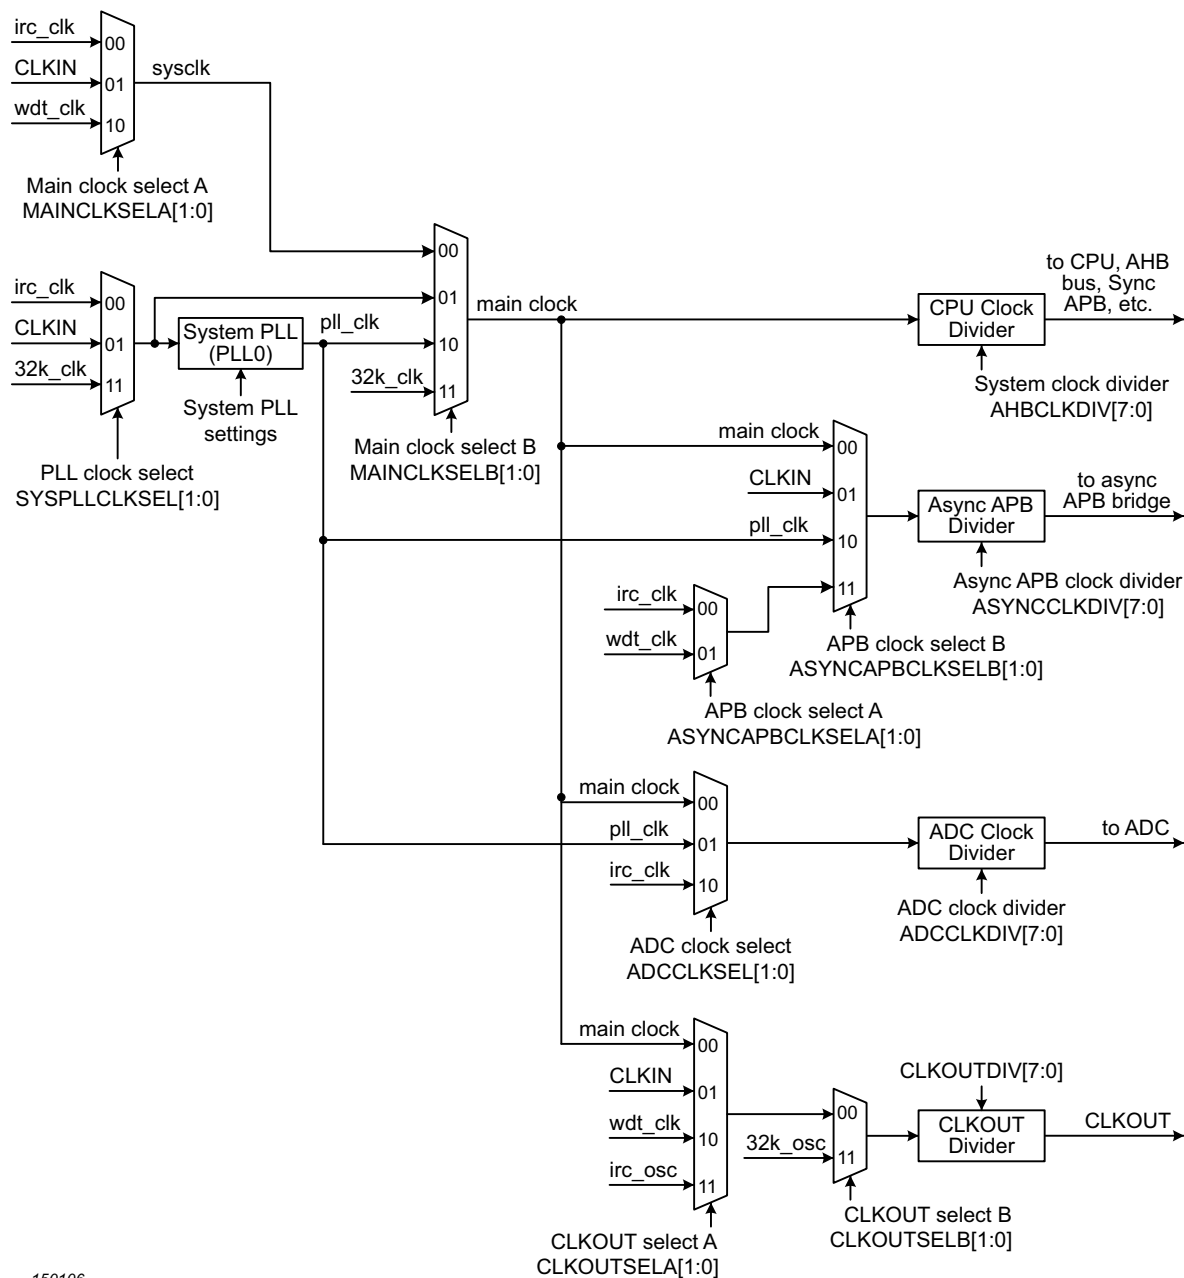 irc_clk
00
CLKIN
01
sysclk
wdt_clk
10
Main clock select A
MAINCLKSELA[1:0]
irc_clk
00
CLKIN
01
32k_clk
11
System PLL
(PLL0)
System PLL
settings
PLL clock select
SYSPLLCLKSEL[1:0]
pll_clk
00
01
10
32k_clk
11
main clock
Main clock select B
MAINCLKSELB[1:0]
CPU Clock
Divider
to CPU, AHB
bus, Sync
APB, etc.
System clock divider
AHBCLKDIV[7:0]
main clock
00
CLKIN
01
pll_clk
10
11
irc_clk
00
wdt_clk
01
APB clock select B
ASYNCAPBCLKSELB[1:0]
APB clock select A
ASYNCAPBCLKSELA[1:0]
Async APB
Divider
to async
APB bridge
Async APB clock divider
ASYNCCLKDIV[7:0]
main clock
00
pll_clk
01
irc_clk
10
ADC clock select
ADCCLKSEL[1:0]
ADC Clock
Divider
to ADC
ADC clock divider
ADCCLKDIV[7:0]
main clock
00
CLKIN
01
wdt_clk
10
irc_osc
11
CLKOUT select A
CLKOUTSELA[1:0]
00
32k_osc
11
CLKOUT select B
CLKOUTSELB[1:0]
CLKOUTDIV[7:0]
CLKOUT
Divider
CLKOUT